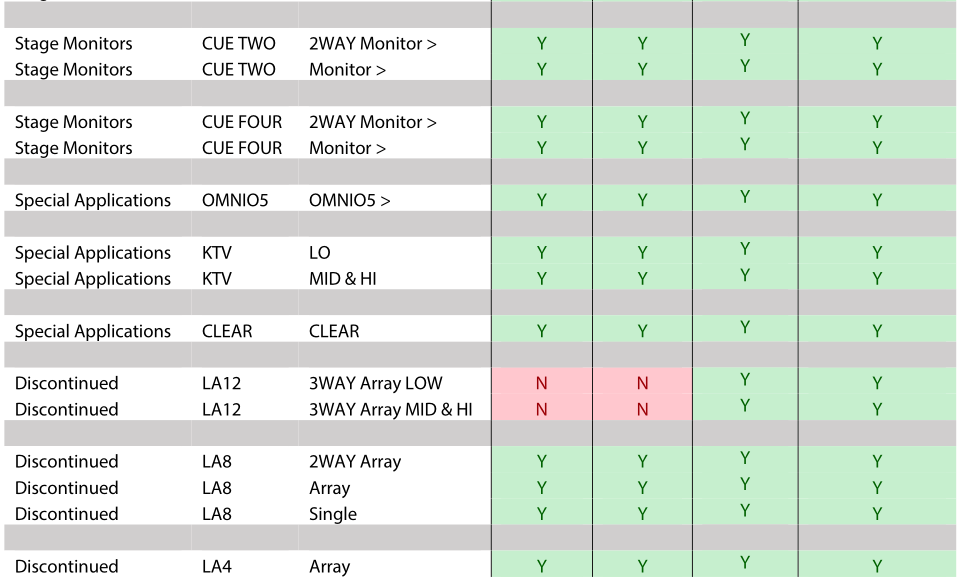 Stage Monitors CUE TWO 2WAY Monitor > Y Y Y Y
Stage Monitors CUE TWO Monitor > Y Y Y Y
Stage Monitors CUE FOUR 2WAY Monitor > Y Y Y Y
Stage Monitors CUE FOUR Monitor > Y Y Y Y
Special Applications OMNIO5 OMNIO5 > Y Y Y Y
Special Applications KTV LO Y Y Y Y
Special Applications KTV MID & HI Y Y Y Y
Special Applications CLEAR CLEAR Y Y Y Y
Discontinued LA12 3WAY Array LOW N N Y Y
Discontinued LA12 3WAY Array MID & HI N N Y Y
Discontinued LA8 2WAY Array Y Y Y Y
Discontinued LA8 Array Y Y Y Y
Discontinued LA8 Single Y Y Y Y
Discontinued LA4 Array Y Y Y Y